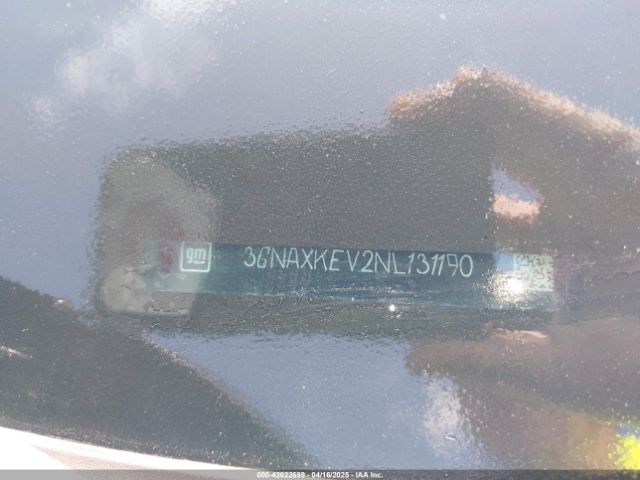 gm 3GNAXKEV2NL131190
000-42022699 - 04/16/2025 - IAA Inc.